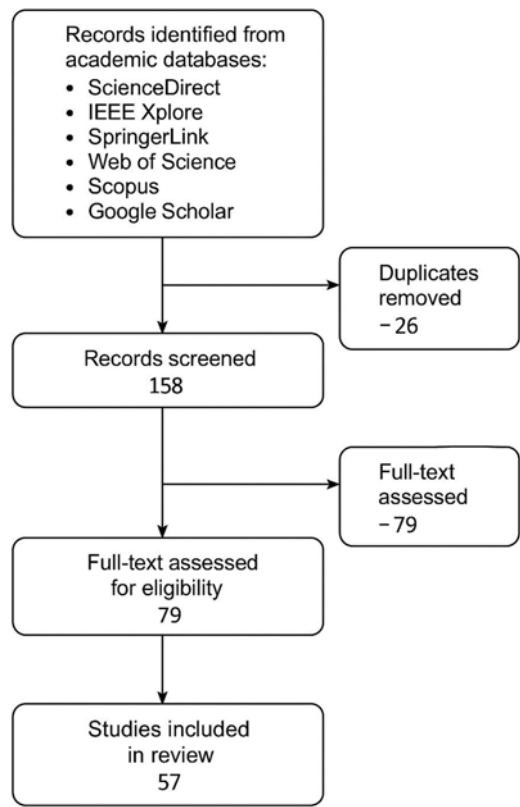 Records identified from
academic databases:
• ScienceDirect
• IEEE Xplore
• SpringerLink
• Web of Science
• Scopus
• Google Scholar
Duplicates
removed
– 26
Records screened
158
Full-text
assessed
– 79
Full-text assessed
for eligibility
79
Studies included
in review
57